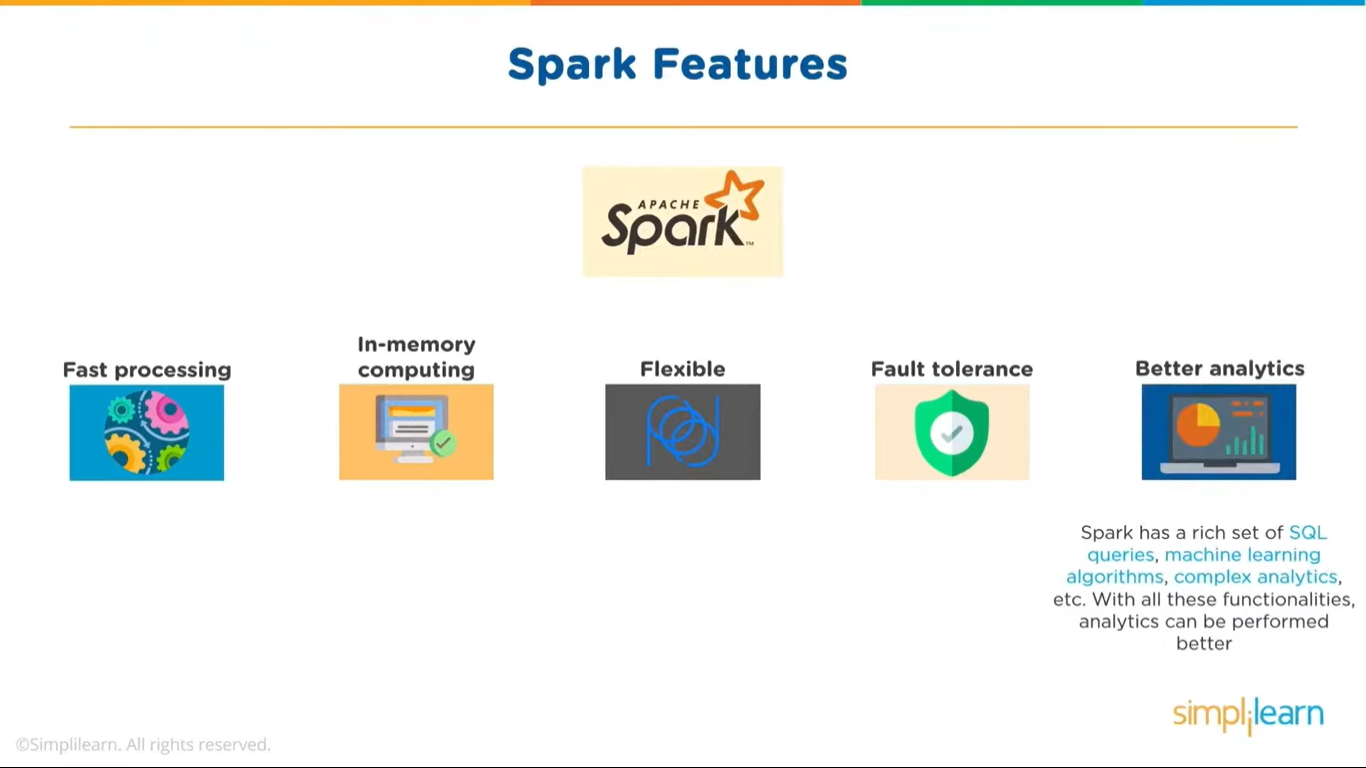 Spark Features
APACHE
Spark™
Fast processing
In-memory
computing
Flexible
Fault tolerance
Better analytics
Spark has a rich set of SQL
queries, machine learning
algorithms, complex analytics,
etc. With all these functionalities,
analytics can be performed
better
simplilearn
©Simplilearn. All rights reserved.